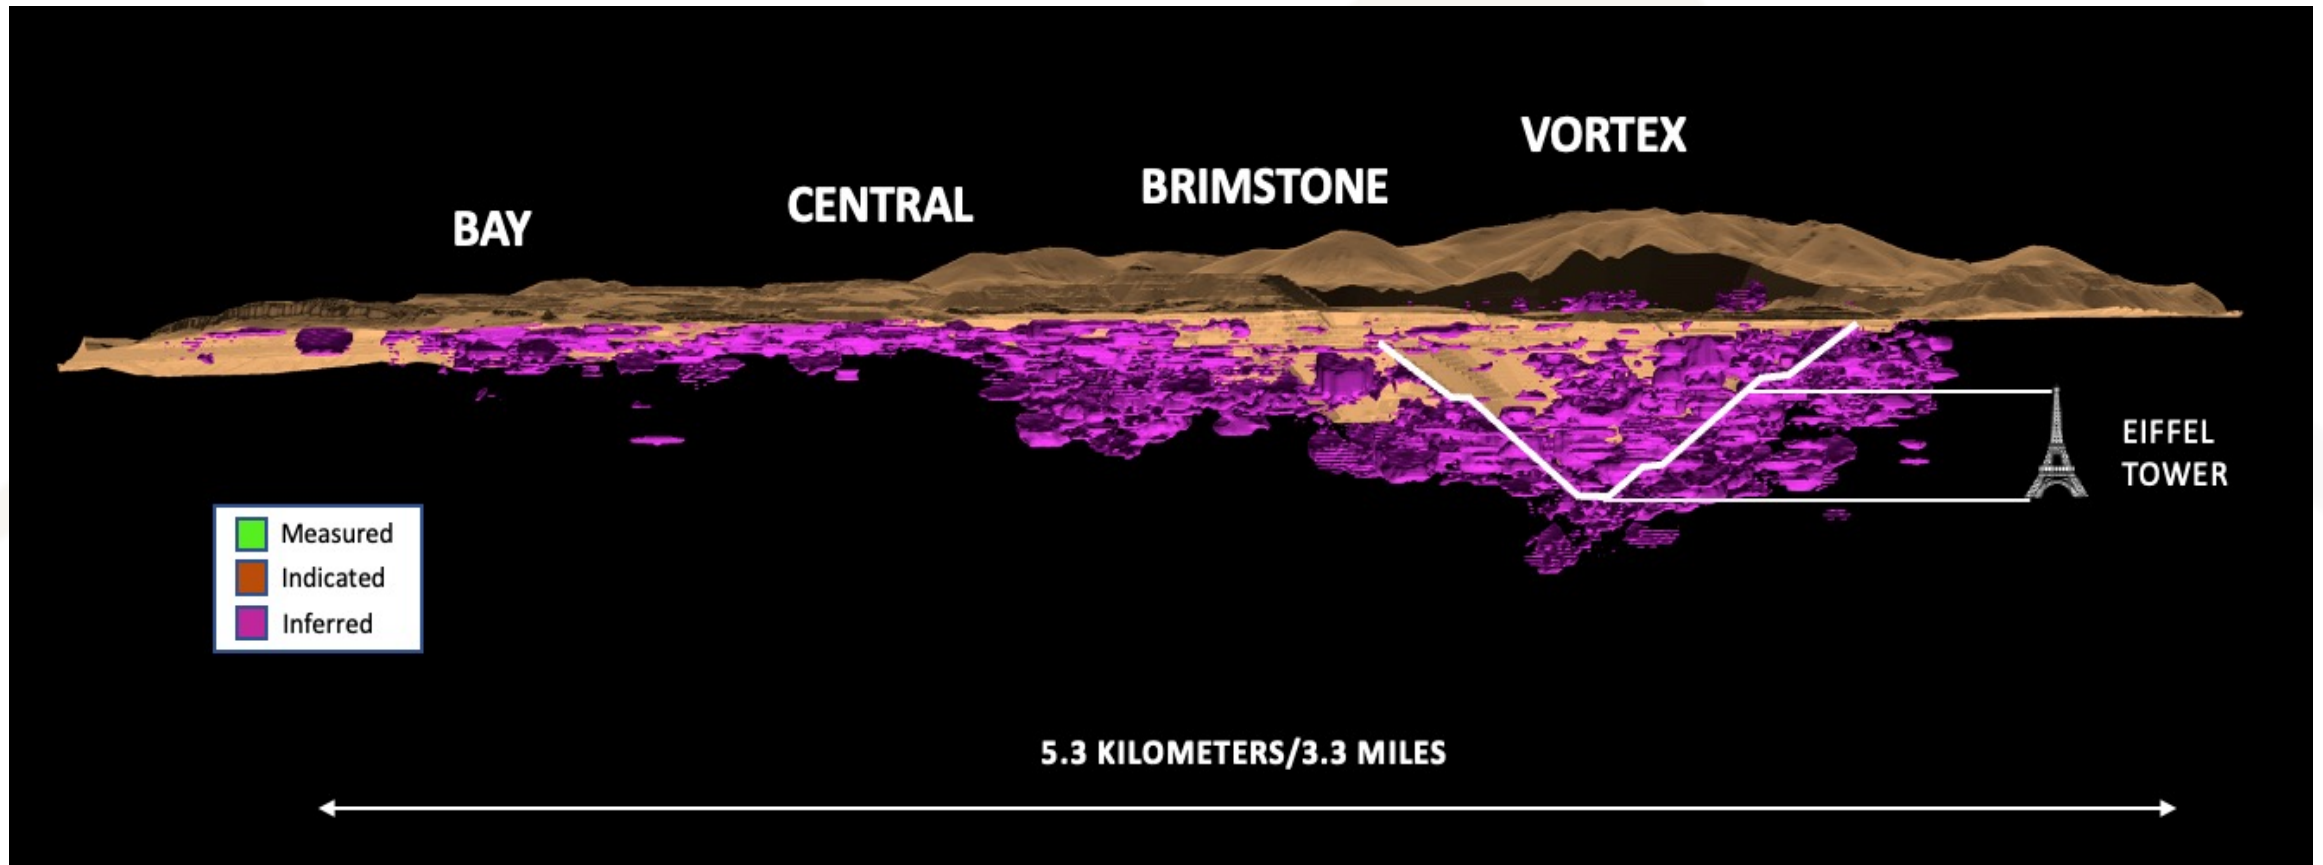 VORTEX
BRIMSTONE
CENTRAL
BAY
EIFFEL
TOWER
Measured
Indicated
Inferred
5.3 KILOMETERS/3.3 MILES